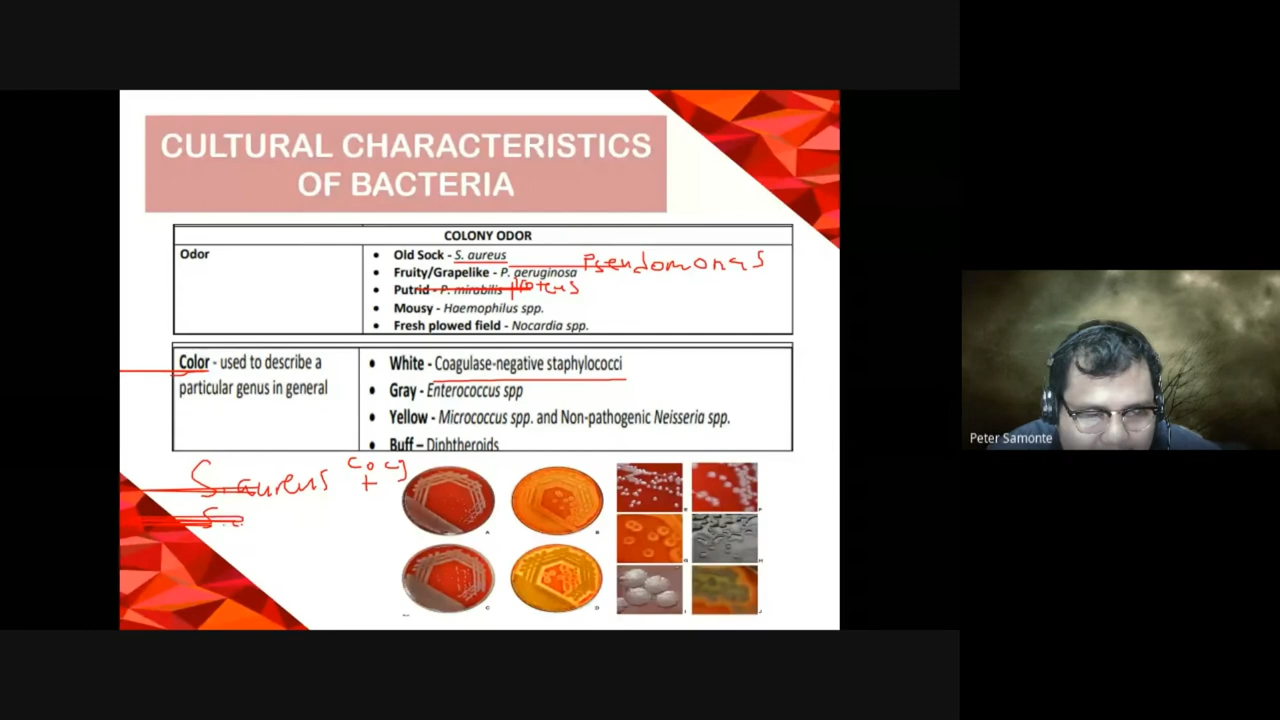 CULTURAL CHARACTERISTICS
OF BACTERIA
COLONY ODOR
Odor
• Old Sock - S. aureus
Pseudomonas
• Fruity/Grapelike - P. aeruginosa
• Putrid - P. mirabilis proteus
• Mousy - Haemophilus spp.
• Fresh plowed field - Nocardia spp.
Color - used to describe a
particular genus in general
• White - Coagulase-negative staphylococci
• Gray - Enterococcus spp
• Yellow - Micrococcus spp. and Non-pathogenic Neisseria spp.
• Buff – Diphtheroids
S. aureus coag
+
A
B
C
D
E
F
G
H
I
J
Peter Samonte